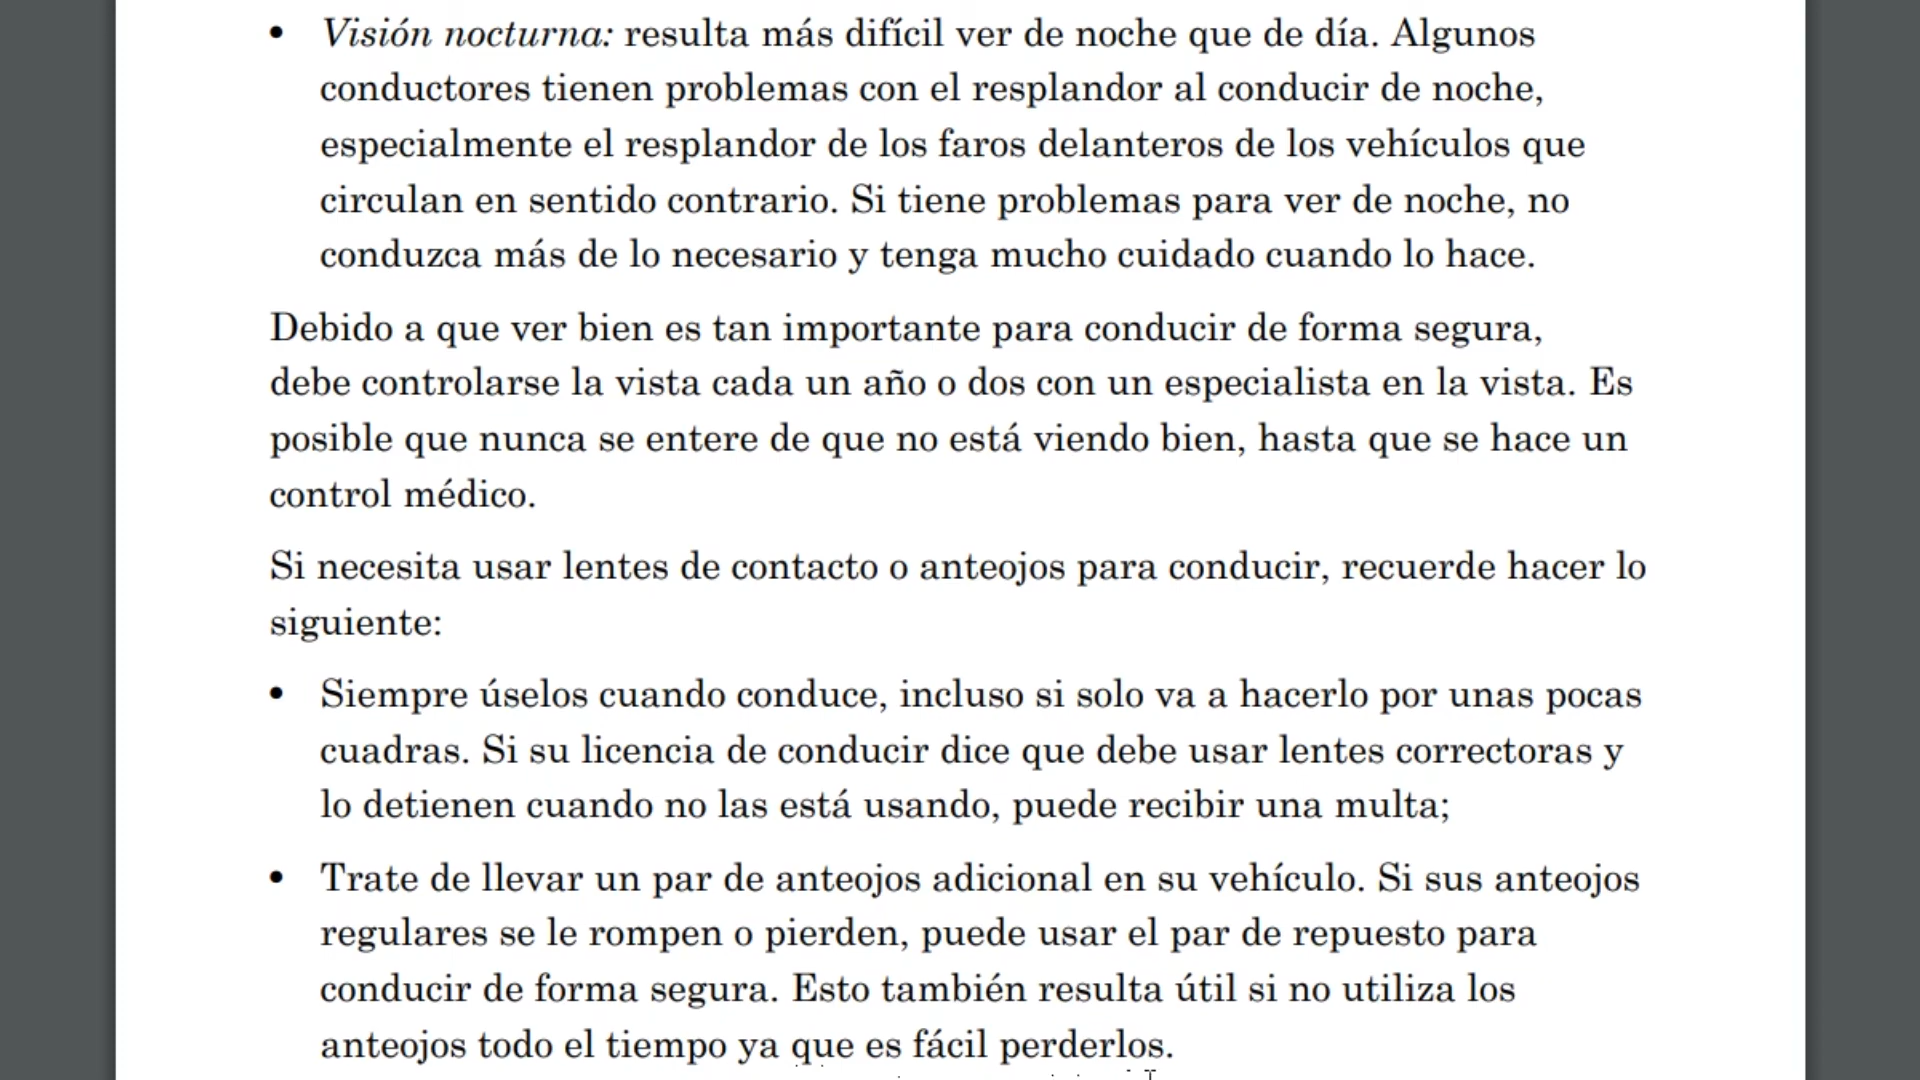 • Visión nocturna: resulta más difícil ver de noche que de día. Algunos
conductores tienen problemas con el resplandor al conducir de noche,
especialmente el resplandor de los faros delanteros de los vehículos que
circulan en sentido contrario. Si tiene problemas para ver de noche, no
conduzca más de lo necesario y tenga mucho cuidado cuando lo hace.
Debido a que ver bien es tan importante para conducir de forma segura,
debe controlarse la vista cada un año o dos con un especialista en la vista. Es
posible que nunca se entere de que no está viendo bien, hasta que se hace un
control médico.
Si necesita usar lentes de contacto o anteojos para conducir, recuerde hacer lo
siguiente:
• Siempre úselos cuando conduce, incluso si solo va a hacerlo por unas pocas
cuadras. Si su licencia de conducir dice que debe usar lentes correctoras y
lo detienen cuando no las está usando, puede recibir una multa;
• Trate de llevar un par de anteojos adicional en su vehículo. Si sus anteojos
regulares se le rompen o pierden, puede usar el par de repuesto para
conducir de forma segura. Esto también resulta útil si no utiliza los
anteojos todo el tiempo ya que es fácil perderlos.